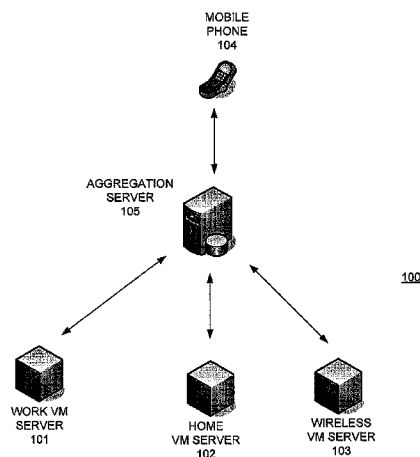 MOBILE
PHONE
104
AGGREGATION
SERVER
105
100
WORK VM
SERVER
101
HOME
VM SERVER
102
WIRELESS
VM SERVER
103